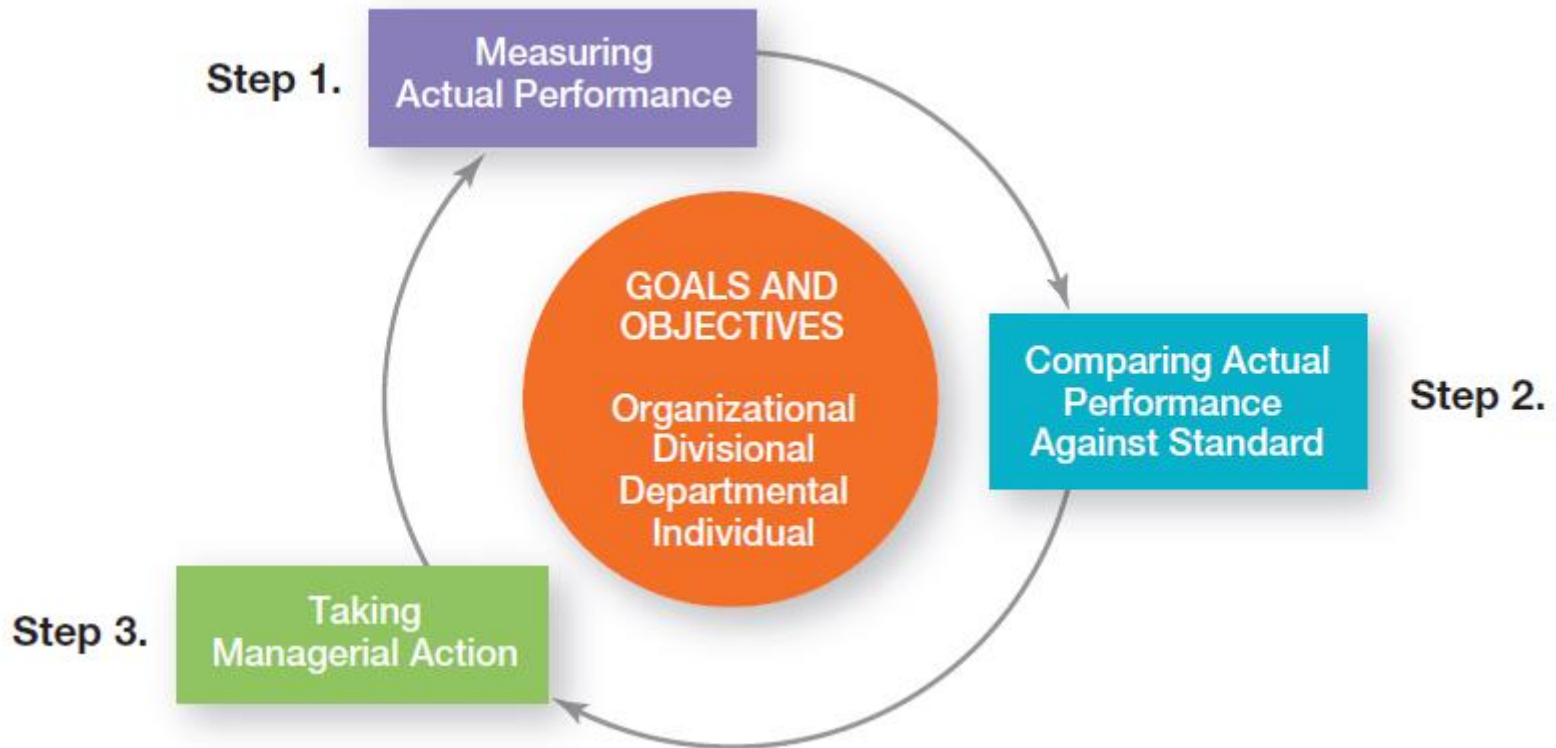 Step 1.
Measuring
Actual Performance
GOALS AND
OBJECTIVES
Organizational
Divisional
Departmental
Individual
Comparing Actual
Performance
Against Standard
Step 2.
Step 3.
Taking
Managerial Action